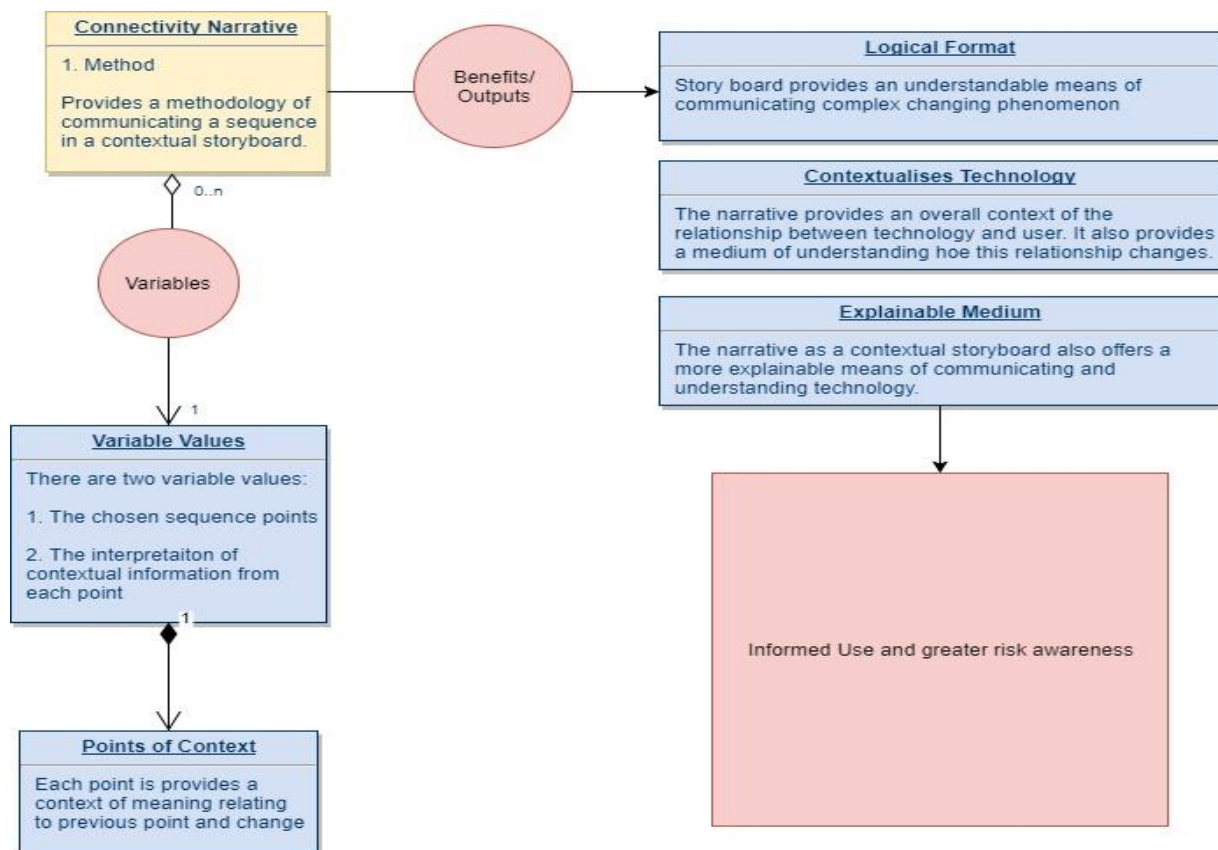 Connectivity Narrative
1. Method
Provides a methodology of
communicating a sequence
in a contextual storyboard.
0..n
Variables
1
Variable Values
There are two variable values:
1. The chosen sequence points
2. The interpretaiton of
contextual information from
each point
1
Points of Context
Each point is provides a
context of meaning relating
to previous point and change
Benefits/
Outputs
Logical Format
Story board provides an understandable means of
communicating complex changing phenomenon
Contextualises Technology
The narrative provides an overall context of the
relationship between technology and user. It also provides
a medium of understanding hoe this relationship changes.
Explainable Medium
The narrative as a contextual storyboard also offers a
more explainable means of communicating and
understanding technology.
Informed Use and greater risk awareness